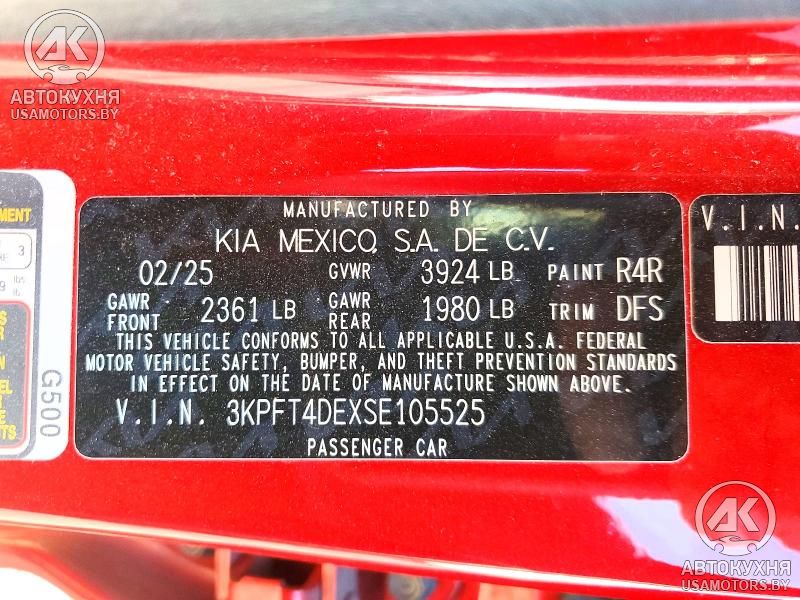 AK
АВТОКУХНЯ
USAMOTORS.BY
MANUFACTURED BY
KIA MEXICO, S.A. DE C.V.
02/25 GVWR 3924 LB PAINT R4R
GAWR FRONT 2361 LB GAWR REAR 1980 LB TRIM DFS
THIS VEHICLE CONFORMS TO ALL APPLICABLE U.S.A. FEDERAL
MOTOR VEHICLE SAFETY, BUMPER, AND THEFT PREVENTION STANDARDS
IN EFFECT ON THE DATE OF MANUFACTURE SHOWN ABOVE.
V.I.N. 3KPFT4DEXSE105525
PASSENGER CAR
G500
V.I.N.
AK
АВТОКУХНЯ
USAMOTORS.BY